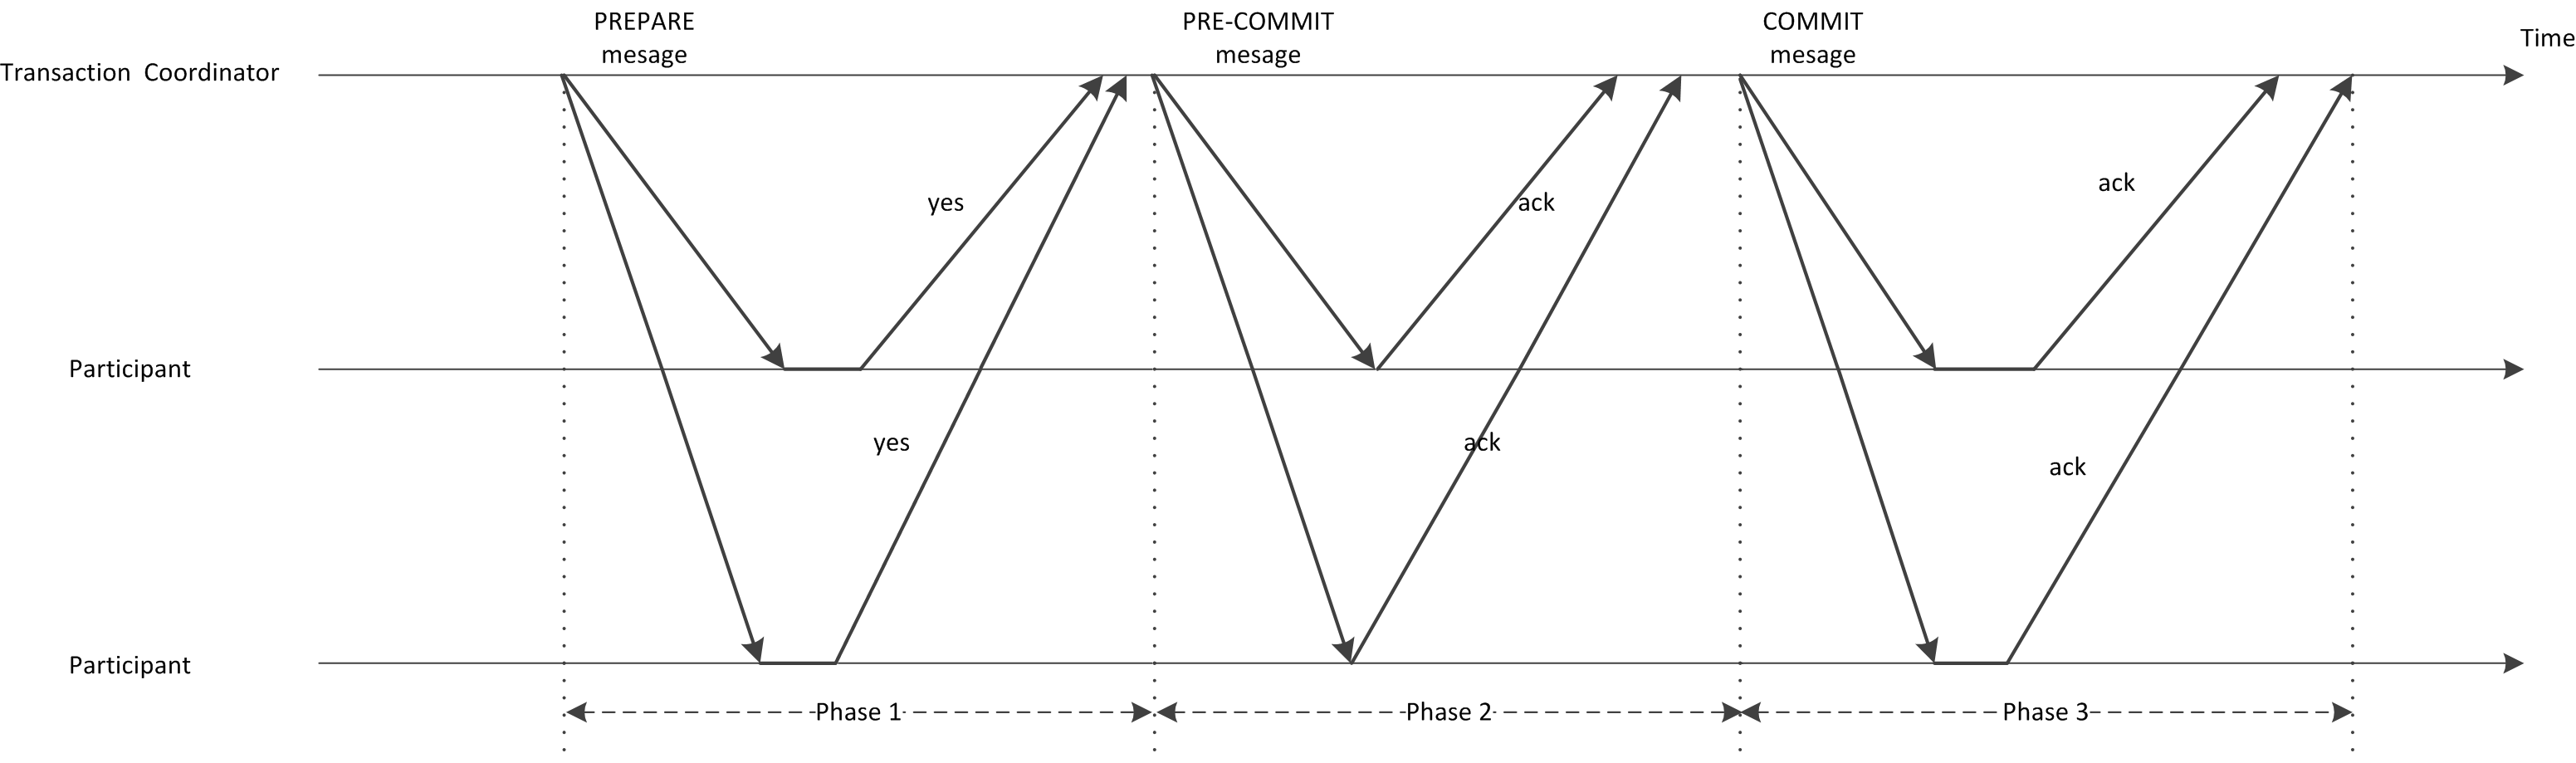 PREPARE
mesage
PRE-COMMIT
mesage
COMMIT
mesage
Time
Transaction Coordinator
yes
ack
ack
Participant
yes
ack
ack
Participant
Phase 1
Phase 2
Phase 3